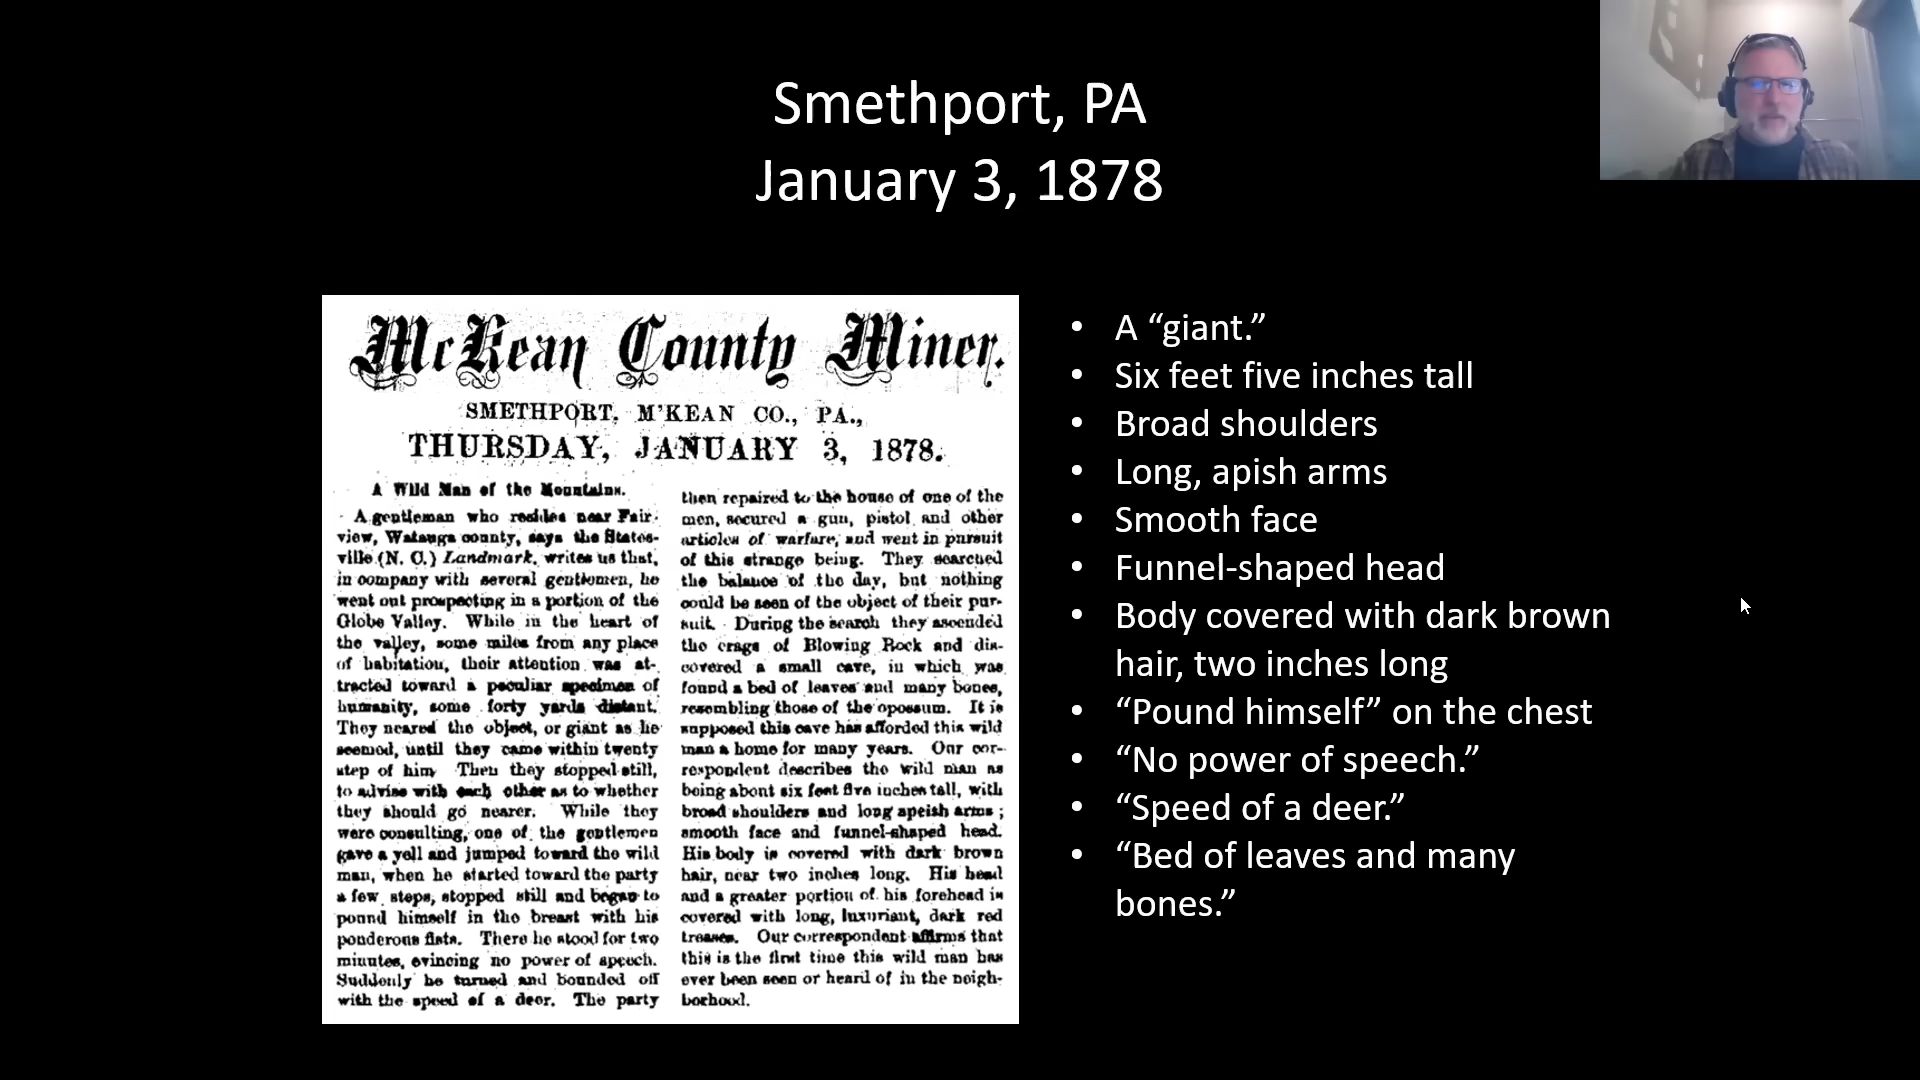 Smethport, PA
January 3, 1878
McKean County Miner.
SMETHPORT, M'KEAN CO., PA.,
THURSDAY, JANUARY 3, 1878.
A Wild Man of the Mountains.
A gentleman who resides near Fair-
view, Watauga county, says the States-
ville (N. C.) Landmark, writes us that,
in company with several gentlemen, he
went out prospecting in a portion of the
Globe Valley. While in the heart of
the valley, some miles from any place
of habitation, their attention was at-
tracted toward a peculiar specimen of
humanity, some forty yards distant.
They neared the object, or giant as he
seemed, until they came within twenty
step of him Then they stopped still,
to advise with each other as to whether
they should go nearer. While they
were consulting, one of the gentlemen
gave a yell and jumped toward the wild
man, when he started toward the party
a few steps, stopped still and began to
pound himself in the breast with his
ponderous fists. There he stood for two
minutes, evincing no power of speech.
Suddenly he turned and bounded off
with the speed of a deer. The party
then repaired to the house of one of the
men, secured a gun, pistol and other
articles of warfare, and went in pursuit
of this strange being. They searched
the balance of the day, but nothing
could be seen of the object of their pur-
suit. During the search they ascended
the crags of Blowing Rock and dis-
covered a small cave, in which was
found a bed of leaves and many bones,
resembling those of the opossum. It is
supposed this cave has afforded this wild
man a home for many years. Our cor-
respondent describes the wild man as
being about six feet five inches tall, with
broad shoulders and long apeish arms;
smooth face and funnel-shaped head.
His body is covered with dark brown
hair, near two inches long. His head
and a greater portion of his forehead is
covered with long, luxuriant, dark red
tresses. Our correspondent affirms that
this is the first time this wild man has
ever been seen or heard of in the neigh-
borhood.
• A “giant.”
• Six feet five inches tall
• Broad shoulders
• Long, apish arms
• Smooth face
• Funnel-shaped head
• Body covered with dark brown
hair, two inches long
• “Pound himself” on the chest
• “No power of speech.”
• “Speed of a deer.”
• “Bed of leaves and many
bones.”